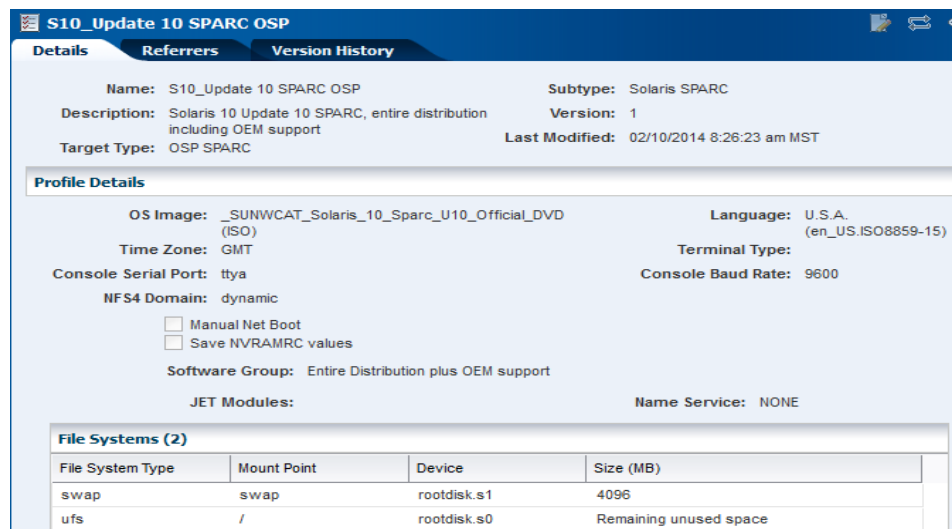 S10_Update 10 SPARC OSP
Details Referrers Version History
Name: S10_Update 10 SPARC OSP Subtype: Solaris SPARC
Description: Solaris 10 Update 10 SPARC, entire distribution Version: 1
including OEM support Last Modified: 02/10/2014 8:26:23 am MST
Target Type: OSP SPARC
Profile Details
OS Image: _SUNWCAT_Solaris_10_Sparc_U10_Official_DVD Language: U.S.A.
(ISO) (en_US.ISO8859-15)
Time Zone: GMT Terminal Type:
Console Serial Port: ttya Console Baud Rate: 9600
NFS4 Domain: dynamic
Manual Net Boot
Save NVRAMRC values
Software Group: Entire Distribution plus OEM support
JET Modules: Name Service: NONE
File Systems (2)
File System Type Mount Point Device Size (MB)
swap swap rootdisk.s1 4096
ufs / rootdisk.s0 Remaining unused space